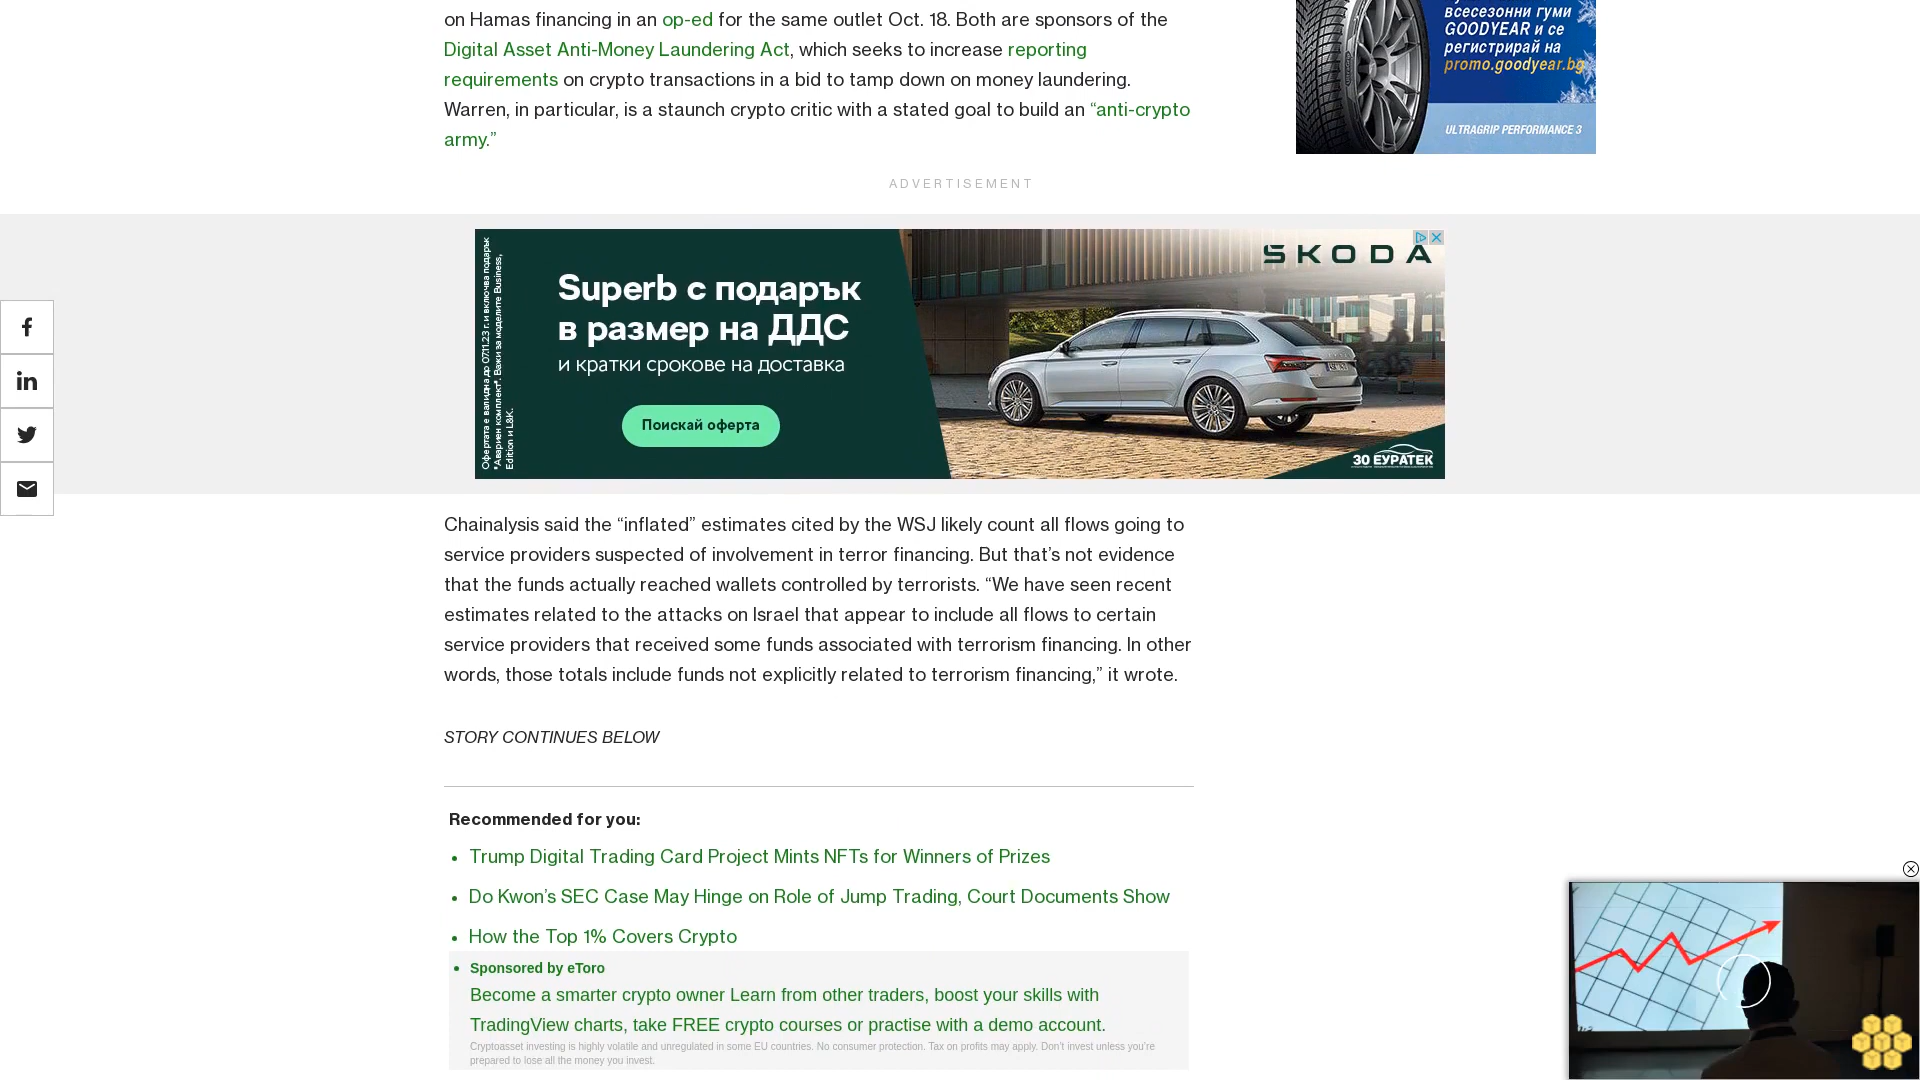 on Hamas financing in an op-ed for the same outlet Oct. 18. Both are sponsors of the
Digital Asset Anti-Money Laundering Act, which seeks to increase reporting
requirements on crypto transactions in a bid to tamp down on money laundering.
Warren, in particular, is a staunch crypto critic with a stated goal to build an “anti-crypto
army.”
всесезонни гуми
GOODYEAR и се
регистрирай на
promo.goodyear.bg
ULTRAGRIP PERFORMANCE 3
ADVERTISEMENT
Офертата е валидна до 07.11.23 г. и включва подарък
*Авариен комплект*. Важи за моделите Business,
Edition и L&K.
Superb с подарък
в размер на ДДС
и кратки срокове на доставка
Поискай оферта
SKODA
30 ЕУРАТЕК
Chainalysis said the “inflated” estimates cited by the WSJ likely count all flows going to
service providers suspected of involvement in terror financing. But that’s not evidence
that the funds actually reached wallets controlled by terrorists. “We have seen recent
estimates related to the attacks on Israel that appear to include all flows to certain
service providers that received some funds associated with terrorism financing. In other
words, those totals include funds not explicitly related to terrorism financing,” it wrote.
STORY CONTINUES BELOW
Recommended for you:
• Trump Digital Trading Card Project Mints NFTs for Winners of Prizes
• Do Kwon’s SEC Case May Hinge on Role of Jump Trading, Court Documents Show
• How the Top 1% Covers Crypto
• Sponsored by eToro
Become a smarter crypto owner Learn from other traders, boost your skills with
TradingView charts, take FREE crypto courses or practise with a demo account.
Cryptoasset investing is highly volatile and unregulated in some EU countries. No consumer protection. Tax on profits may apply. Don’t invest unless you’re
prepared to lose all the money you invest.